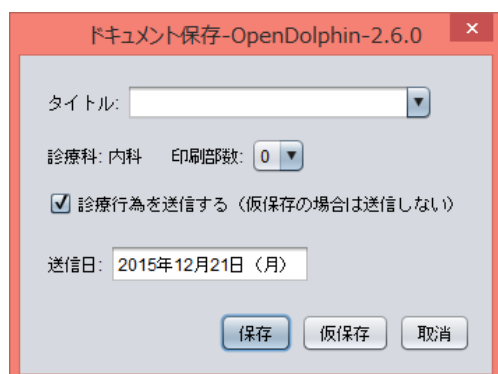 ドキュメント保存-OpenDolphin-2.6.0
タイトル:
診療科: 内科 印刷部数: 0
診療行為を送信する（仮保存の場合は送信しない）
送信日: 2015年12月21日（月）
保存 仮保存 取消